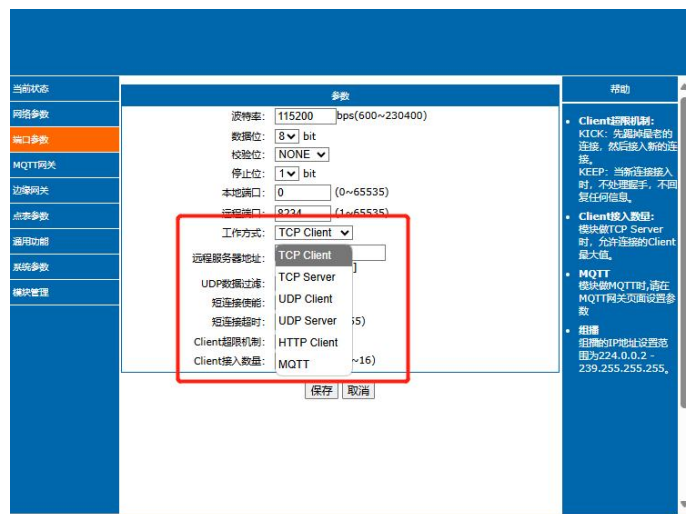 当前状态
网络参数
端口参数
MQTT网关
边缘网关
点表参数
通用功能
系统参数
模块管理
参数
波特率: 115200 bps(600~230400)
数据位: 8 bit
校验位: NONE
停止位: 1 bit
本地端口: 0 (0~65535)
远程端口: 8234 (1~65535)
工作方式: TCP Client
远程服务器地址:
]
UDP数据过滤:
短连接使能:
短连接超时: 55)
Client超限机制:
Client接入数量: ~16)
TCP Client
TCP Server
UDP Client
UDP Server
HTTP Client
MQTT
保存 取消
帮助
• Client超限机制:
KICK: 先踢掉最老的
连接, 然后接入新的连
接。
KEEP: 当新连接接入
时, 不处理握手, 不回
复任何信息。
• Client接入数量:
模块做TCP Server
时, 允许连接的Client
最大值。
• MQTT
模块做MQTT时,请在
MQTT网关页面设置参
数
• 组播
组播的IP地址设置范
围为224.0.0.2 -
239.255.255.255。